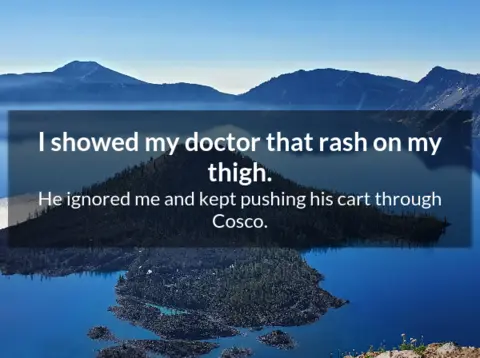 I showed my doctor that rash on my
thigh.
He ignored me and kept pushing his cart through
Cosco.